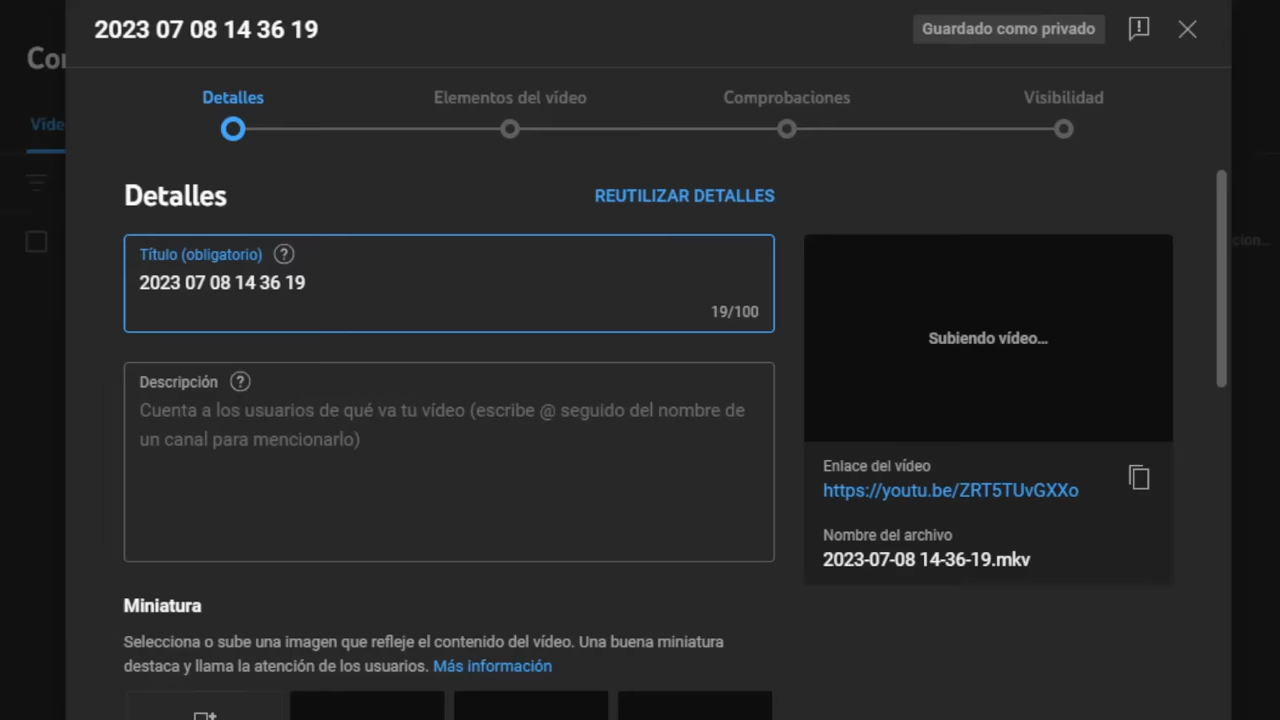 2023 07 08 14 36 19
Guardado como privado
Detalles
Elementos del vídeo
Comprobaciones
Visibilidad
Detalles
REUTILIZAR DETALLES
Título (obligatorio)
2023 07 08 14 36 19
19/100
Subiendo vídeo...
Descripción
Cuenta a los usuarios de qué va tu vídeo (escribe @ seguido del nombre de
un canal para mencionarlo)
Enlace del vídeo
https://youtu.be/ZRT5TUvGXXo
Nombre del archivo
2023-07-08 14-36-19.mkv
Miniatura
Selecciona o sube una imagen que refleje el contenido del vídeo. Una buena miniatura
destaca y llama la atención de los usuarios. Más información